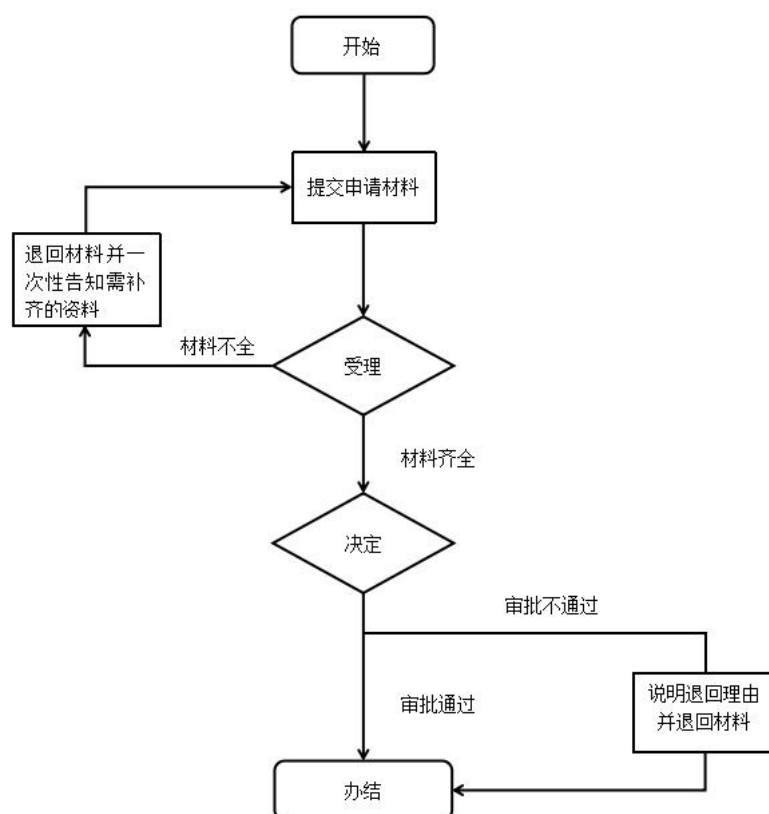 开始
提交申请材料
退回材料并一
次性告知需补
齐的资料
材料不全
受理
材料齐全
决定
审批不通过
审批通过
说明退回理由
并退回材料
办结